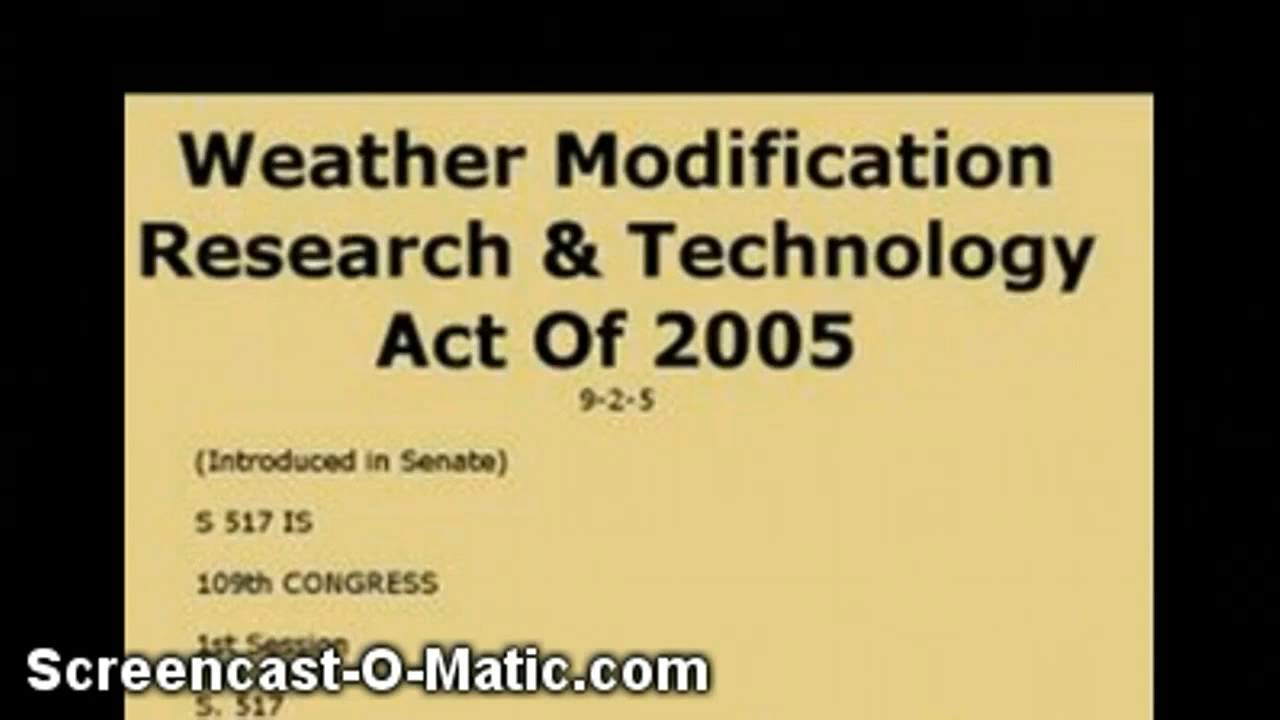 Weather Modification
Research & Technology
Act Of 2005
9-2-5
(Introduced in Senate)
S 517 IS
109th CONGRESS
1st Session
Screencast-O-Matic.com
S. 517